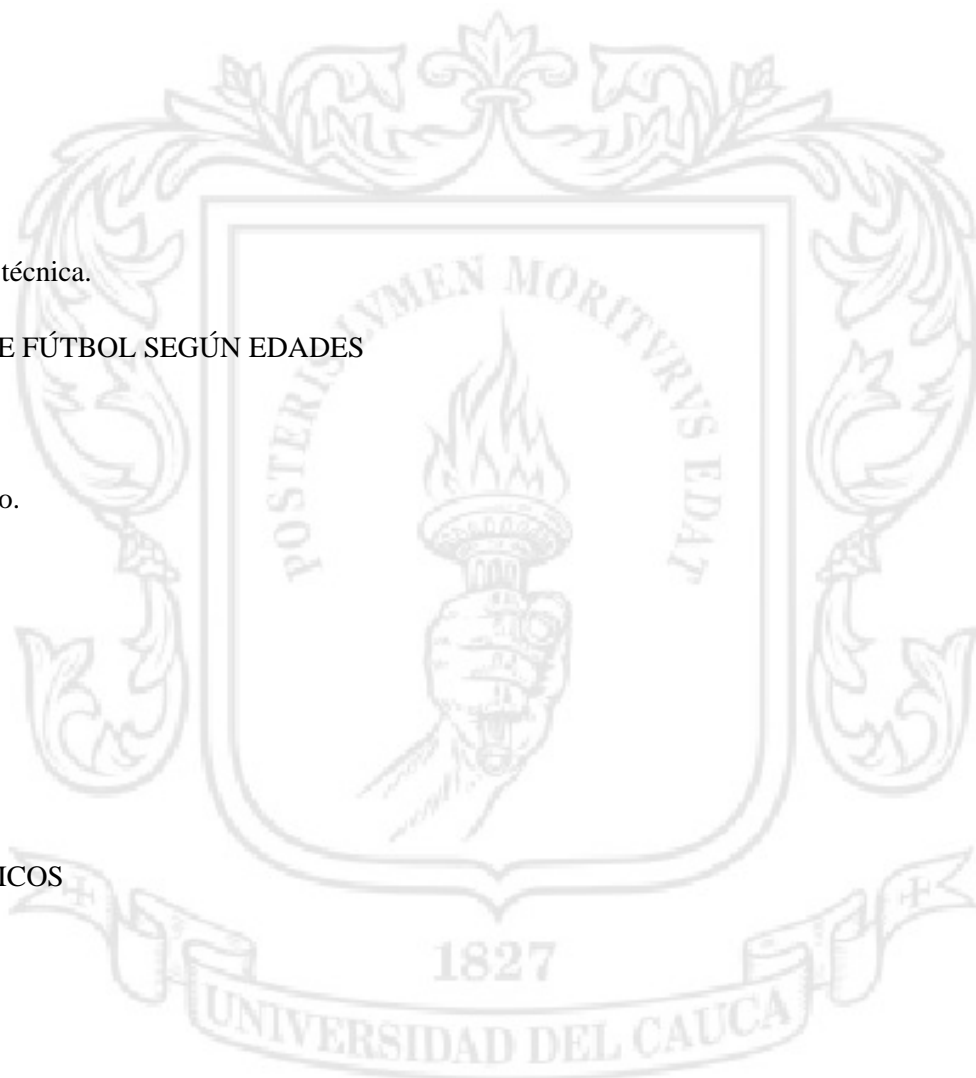 técnica.
POSTERIS LVMEN MORITVRVS EDAT
E FÚTBOL SEGÚN EDADES
o.
ICOS
1827
UNIVERSIDAD DEL CAUCA